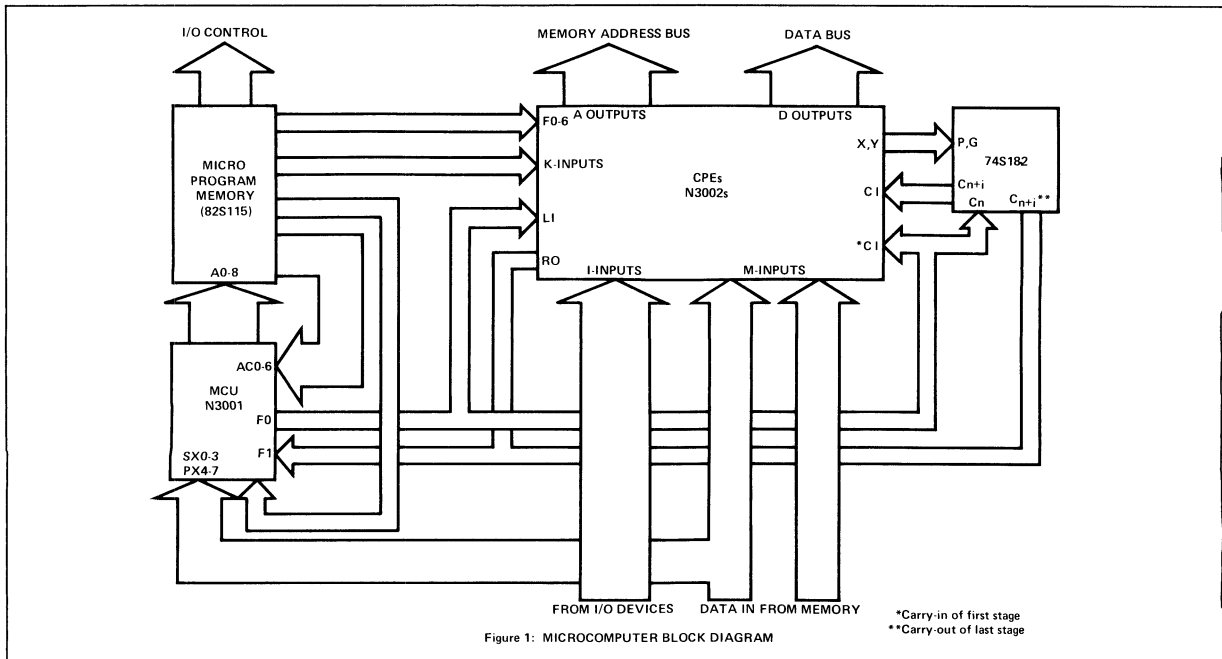 I/O CONTROL
MEMORY ADDRESS BUS
DATA BUS
MICRO
PROGRAM
MEMORY
(82S115)
A0-8
F0-6
A OUTPUTS
D OUTPUTS
K-INPUTS
CPEs
N3002s
X,Y
CI
LI
RO
*CI
I-INPUTS
M-INPUTS
P,G
74S182
Cn+i
Cn
Cn+i**
AC0-6
MCU
N3001
F0
F1
SX0-3
PX4-7
FROM I/O DEVICES
DATA IN FROM MEMORY
*Carry-in of first stage
**Carry-out of last stage
Figure 1: MICROCOMPUTER BLOCK DIAGRAM